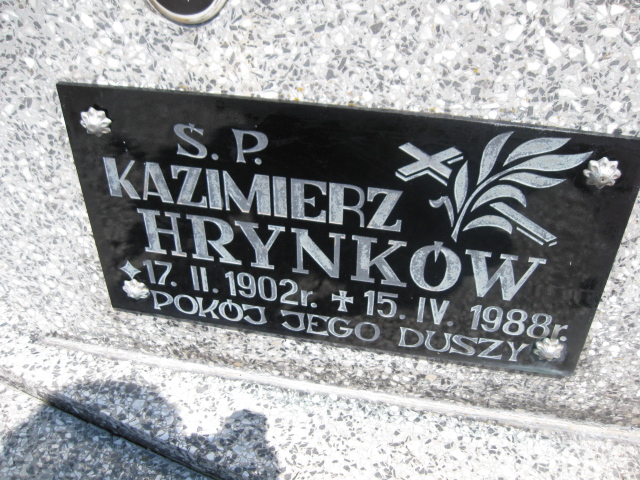 Ś. P.
KAZIMIERZ
HRYNKÓW
17. II. 1902r. ✝ 15. IV. 1988r.
POKÓJ JEGO DUSZY